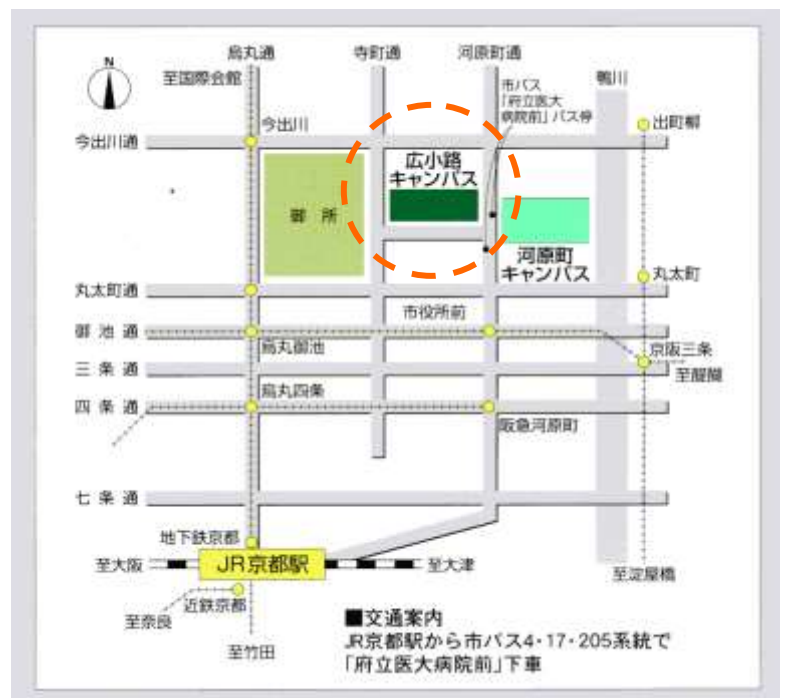 N
烏丸通
寺町通
河原町通
鴨川
至国際会館
市バス
「府立医大
病院前」バス停
今出川
出町柳
今出川通
広小路
キャンパス
御 所
河原町
キャンパス
丸太町
丸太町通
市役所前
御 池 通
烏丸御池
京阪三条
三 条 通
至醍醐
烏丸四条
四 条 通
阪急河原町
七 条 通
地下鉄京都
至大阪
JR京都駅
至大津
至淀屋橋
近鉄京都
至奈良
至竹田
■交通案内
JR京都駅から市バス4・17・205系統で
「府立医大病院前」下車